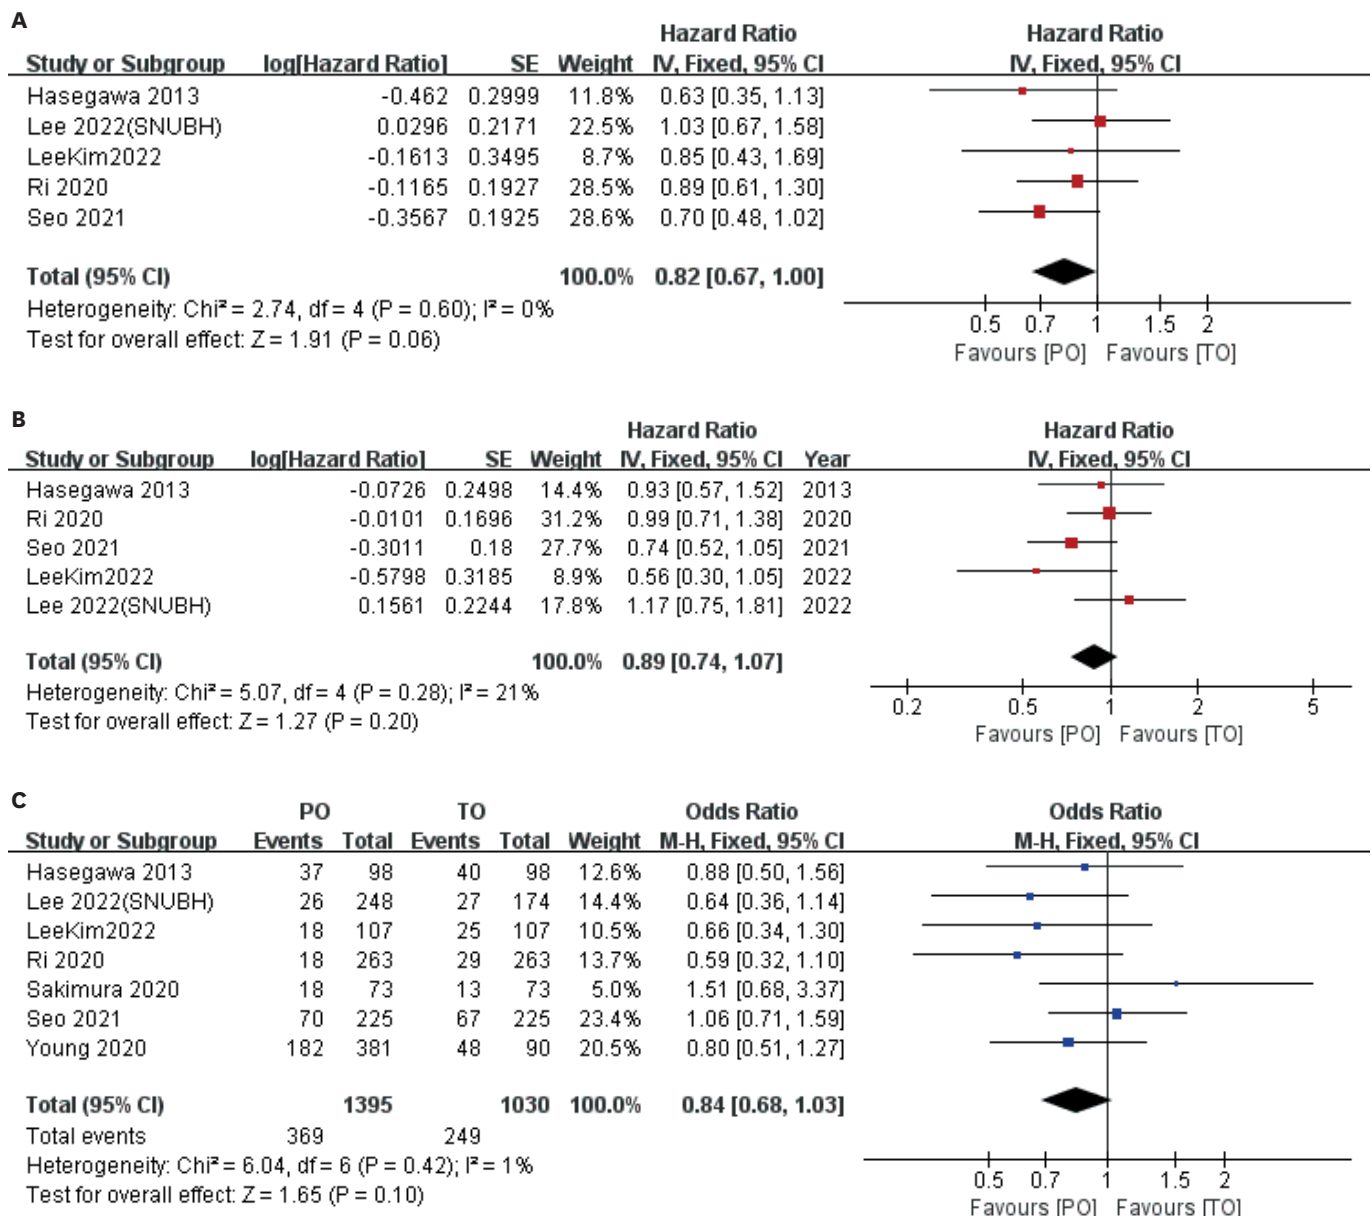 A
Hazard Ratio Hazard Ratio
Study or Subgroup log[Hazard Ratio] SE Weight IV, Fixed, 95% CI IV, Fixed, 95% CI
Hasegawa 2013 -0.462 0.2999 11.8% 0.63 [0.35, 1.13]
Lee 2022(SNUBH) 0.0296 0.2171 22.5% 1.03 [0.67, 1.58]
LeeKim2022 -0.1613 0.3495 8.7% 0.85 [0.43, 1.69]
Ri 2020 -0.1165 0.1927 28.5% 0.89 [0.61, 1.30]
Seo 2021 -0.3567 0.1925 28.6% 0.70 [0.48, 1.02]
Total (95% CI) 100.0% 0.82 [0.67, 1.00]
Heterogeneity: Chi² = 2.74, df = 4 (P = 0.60); I² = 0%
Test for overall effect: Z = 1.91 (P = 0.06)
0.5 0.7 1 1.5 2
Favours [PO] Favours [TO]
B
Hazard Ratio Hazard Ratio
Study or Subgroup log[Hazard Ratio] SE Weight IV, Fixed, 95% CI Year IV, Fixed, 95% CI
Hasegawa 2013 -0.0726 0.2498 14.4% 0.93 [0.57, 1.52] 2013
Ri 2020 -0.0101 0.1696 31.2% 0.99 [0.71, 1.38] 2020
Seo 2021 -0.3011 0.18 27.7% 0.74 [0.52, 1.05] 2021
LeeKim2022 -0.5798 0.3185 8.9% 0.56 [0.30, 1.05] 2022
Lee 2022(SNUBH) 0.1561 0.2244 17.8% 1.17 [0.75, 1.81] 2022
Total (95% CI) 100.0% 0.89 [0.74, 1.07]
Heterogeneity: Chi² = 5.07, df = 4 (P = 0.28); I² = 21%
Test for overall effect: Z = 1.27 (P = 0.20)
0.2 0.5 1 2 5
Favours [PO] Favours [TO]
C
PO TO Odds Ratio Odds Ratio
Study or Subgroup Events Total Events Total Weight M-H, Fixed, 95% CI M-H, Fixed, 95% CI
Hasegawa 2013 37 98 40 98 12.6% 0.88 [0.50, 1.56]
Lee 2022(SNUBH) 26 248 27 174 14.4% 0.64 [0.36, 1.14]
LeeKim2022 18 107 25 107 10.5% 0.66 [0.34, 1.30]
Ri 2020 18 263 29 263 13.7% 0.59 [0.32, 1.10]
Sakimura 2020 18 73 13 73 5.0% 1.51 [0.68, 3.37]
Seo 2021 70 225 67 225 23.4% 1.06 [0.71, 1.59]
Young 2020 182 381 48 90 20.5% 0.80 [0.51, 1.27]
Total (95% CI) 1395 1030 100.0% 0.84 [0.68, 1.03]
Total events 369 249
Heterogeneity: Chi² = 6.04, df = 6 (P = 0.42); I² = 1%
Test for overall effect: Z = 1.65 (P = 0.10)
0.5 0.7 1 1.5 2
Favours [PO] Favours [TO]